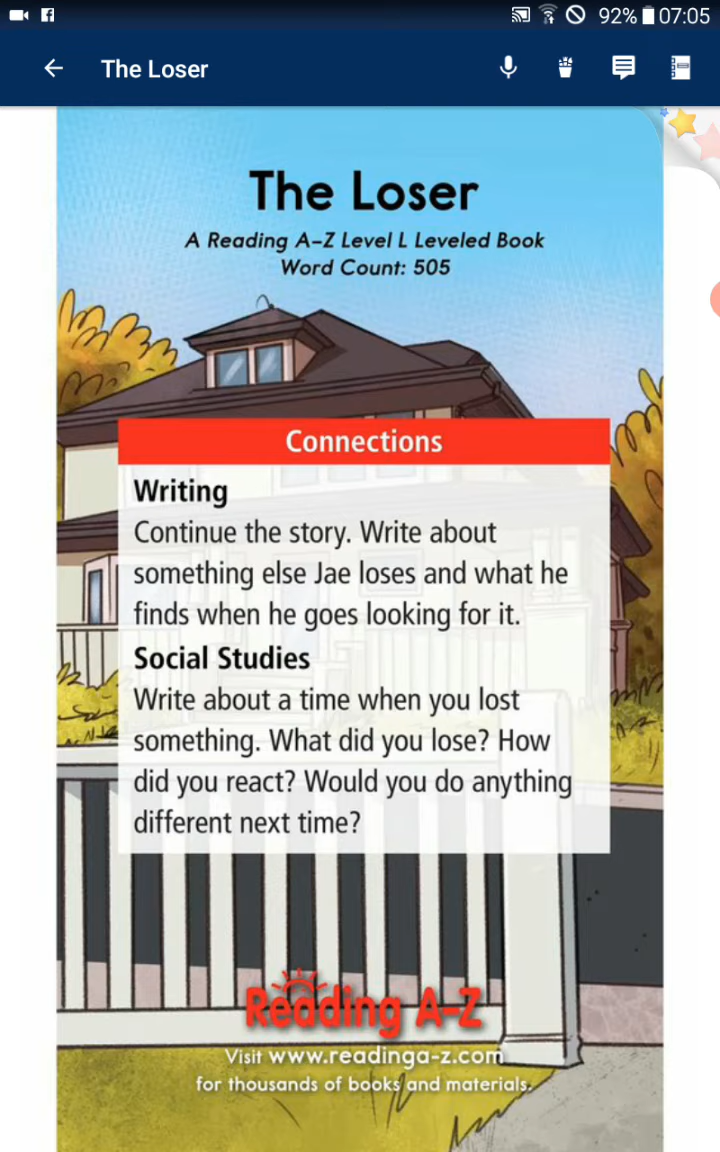 92% 07:05
The Loser
The Loser
A Reading A-Z Level L Leveled Book
Word Count: 505
Connections
Writing
Continue the story. Write about
something else Jae loses and what he
finds when he goes looking for it.
Social Studies
Write about a time when you lost
something. What did you lose? How
did you react? Would you do anything
different next time?
Reading A-Z
Visit www.readinga-z.com
for thousands of books and materials.